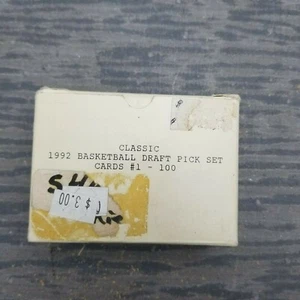 CLASSIC
1992 BASKETBALL DRAFT PICK SET
CARDS #1 - 100
$ 3.00